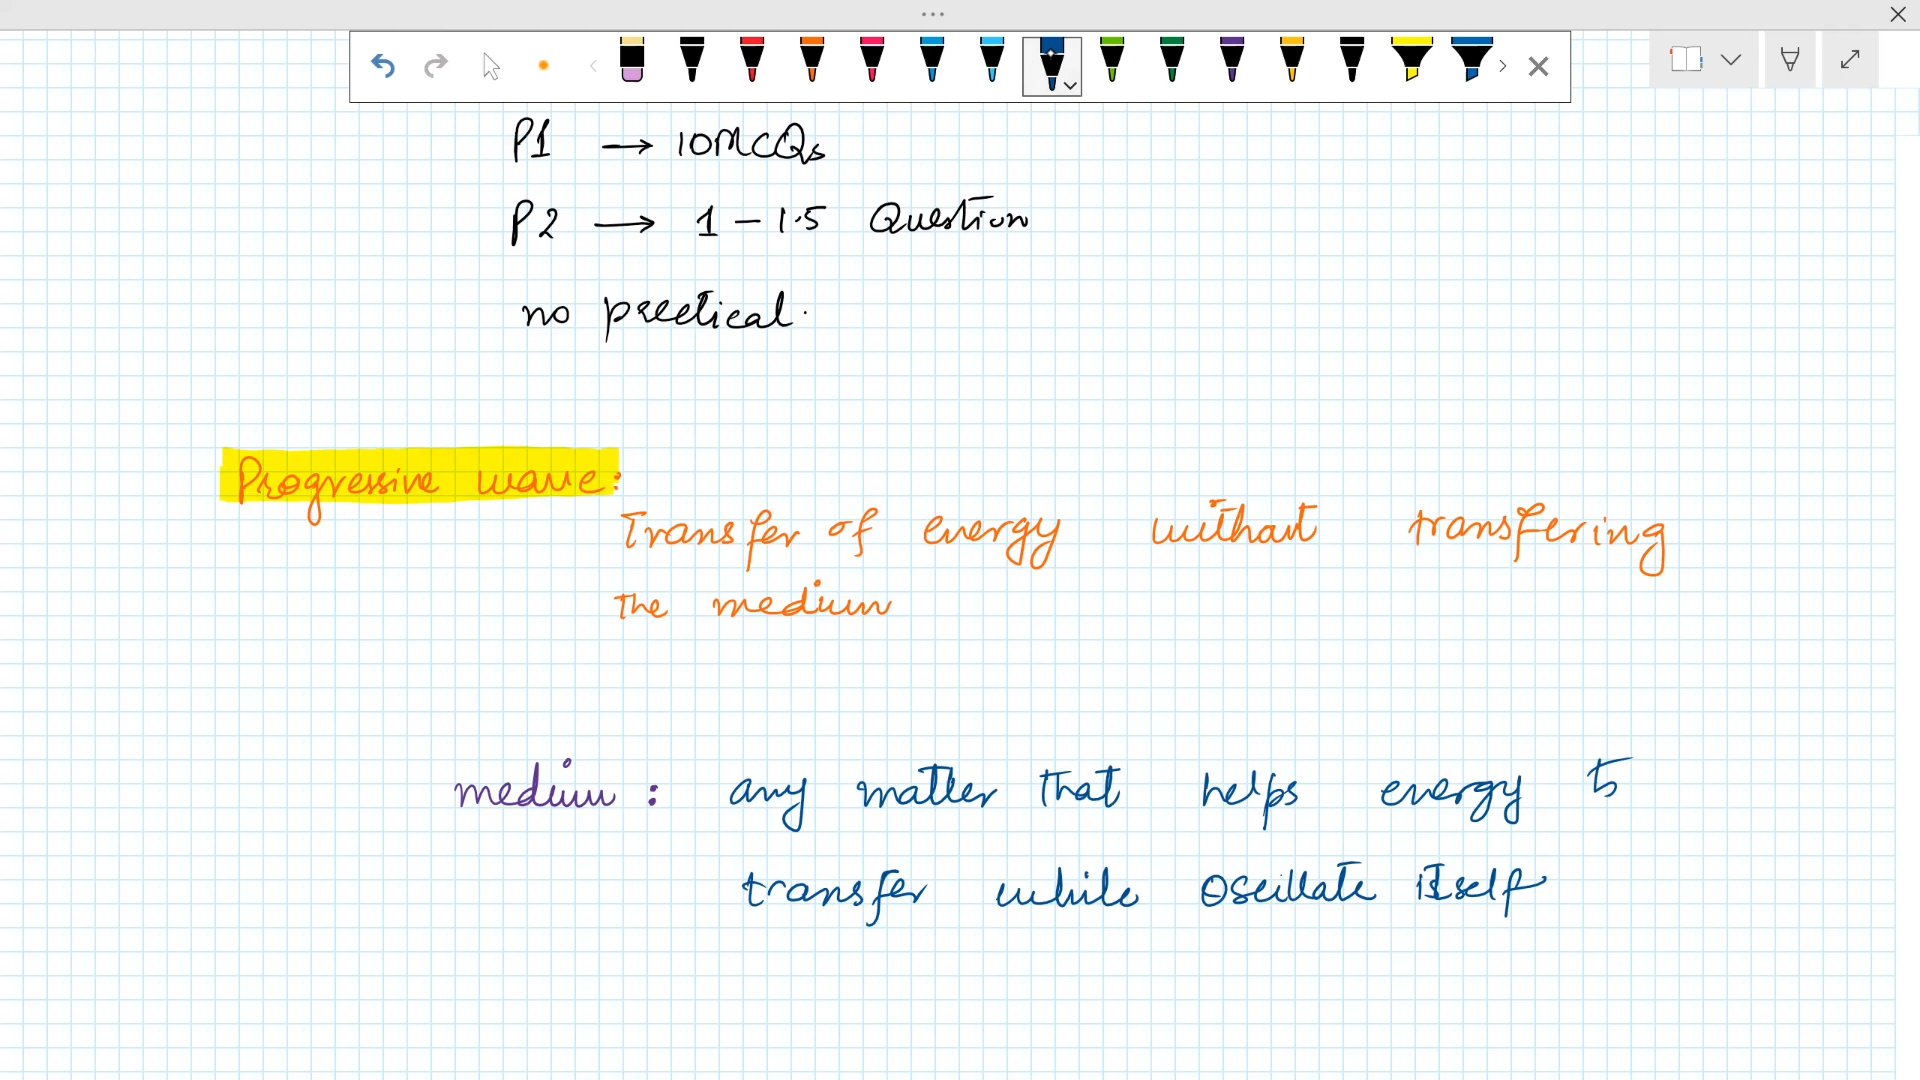 P1 → 10MCQs
P2 → 1 – 1.5 Question
no practical.
Progressive wave:
Transfer of energy without transfering
the medium
medium : any matter that helps energy to
transfer while oscillate itself